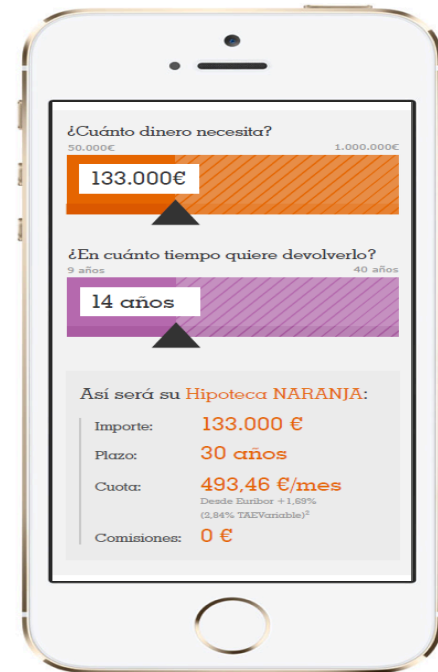 ¿Cuánto dinero necesita?
50.000€ 1.000.000€
133.000€
¿En cuánto tiempo quiere devolverlo?
9 años 40 años
14 años
Así será su Hipoteca NARANJA:
Importe: 133.000 €
Plazo: 30 años
Cuota: 493,46 €/mes
Desde Euribor +1,69%
(2,84% TAEVariable)²
Comisiones: 0 €